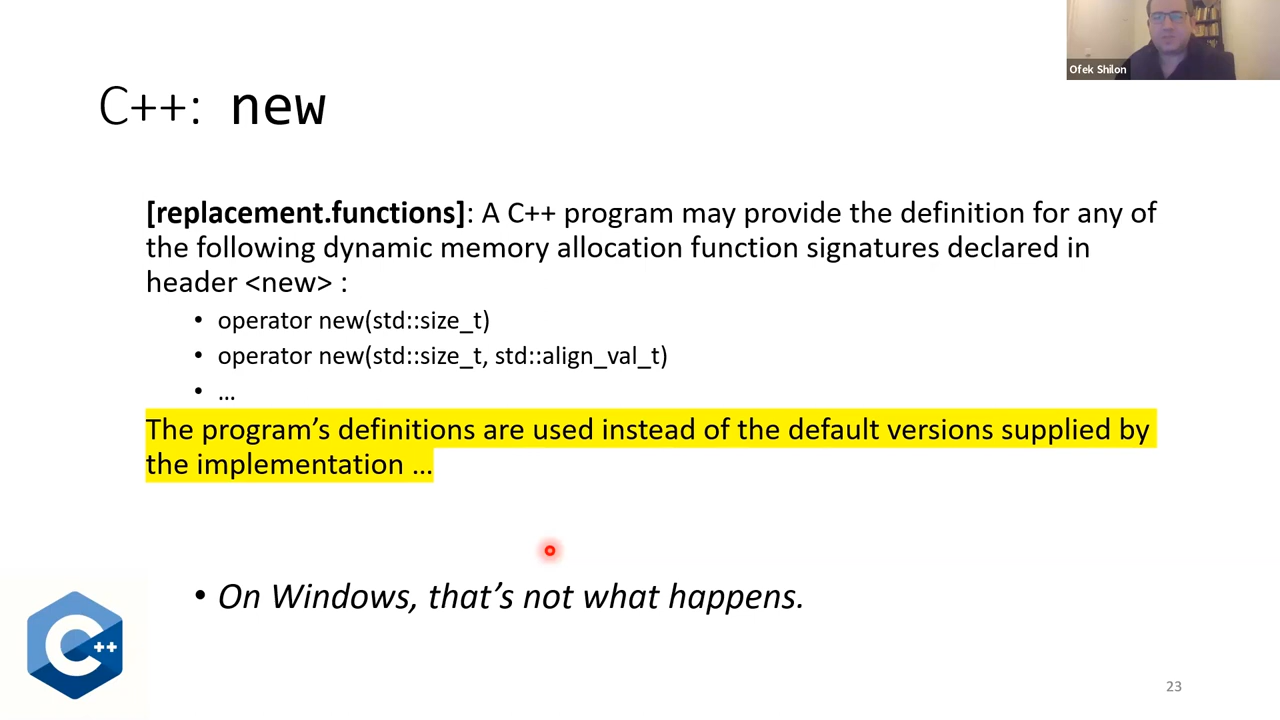 Ofek Shilon
C++: new
[replacement.functions]: A C++ program may provide the definition for any of
the following dynamic memory allocation function signatures declared in
header <new> :
• operator new(std::size_t)
• operator new(std::size_t, std::align_val_t)
• …
The program’s definitions are used instead of the default versions supplied by
the implementation …
• On Windows, that’s not what happens.
C++
23